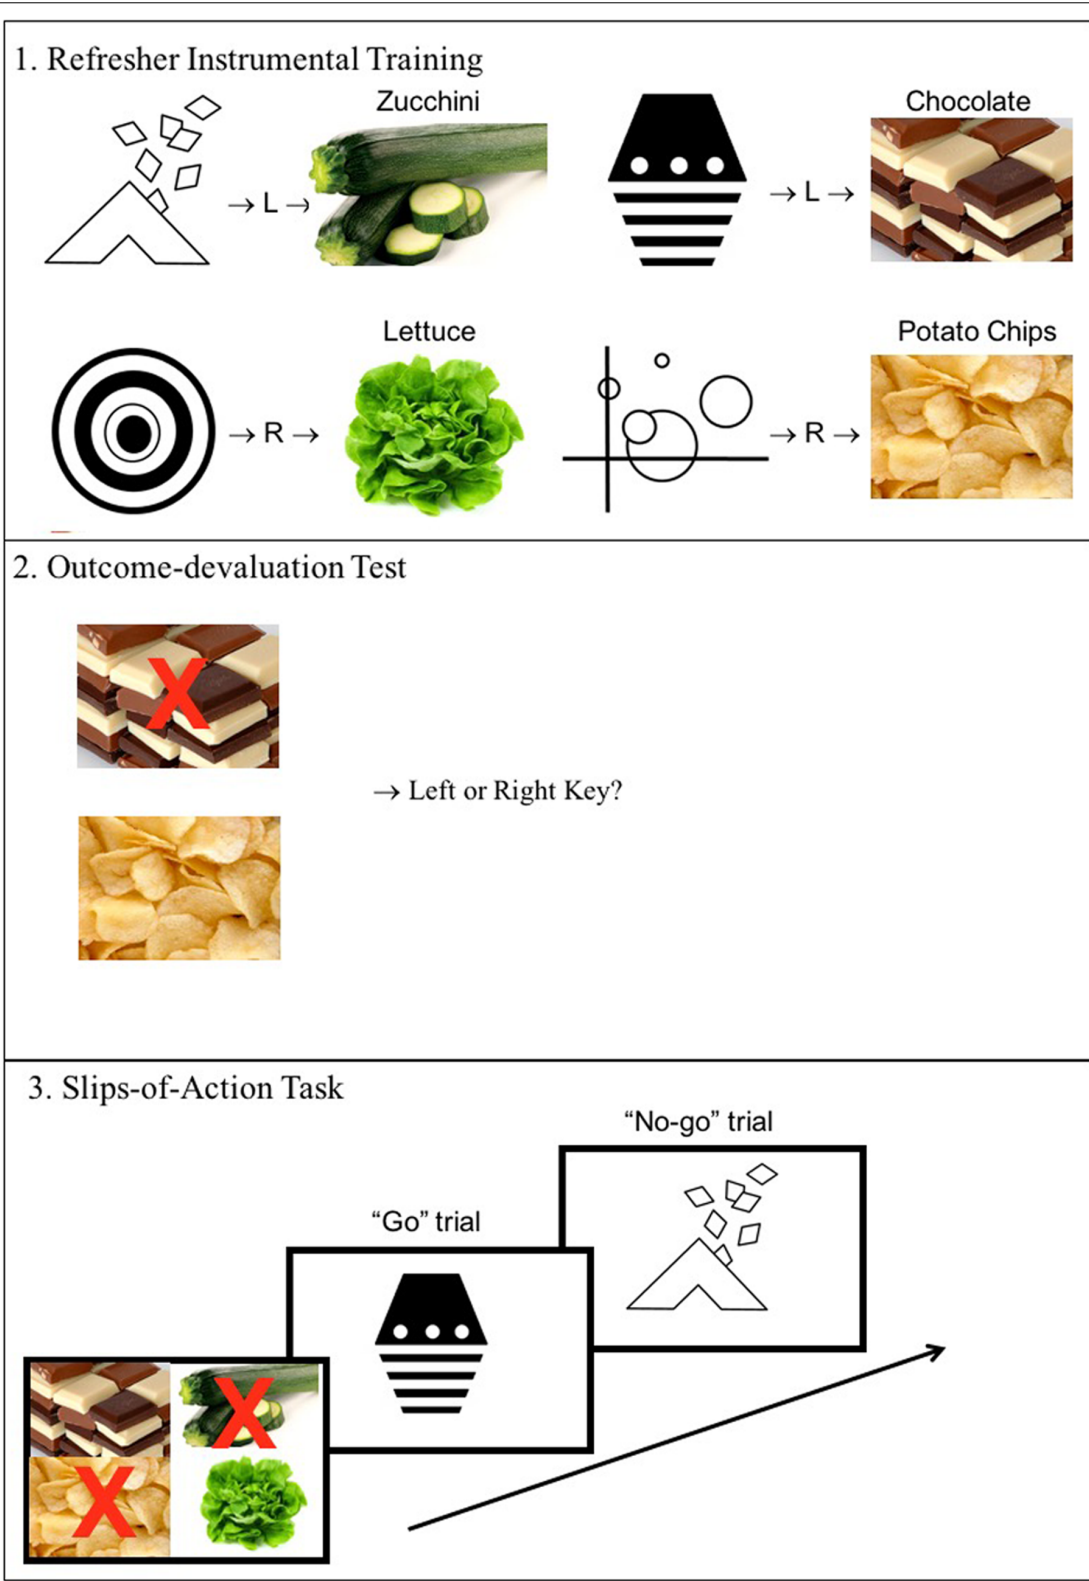 1. Refresher Instrumental Training
Zucchini
→ L →
Chocolate
→ L →
Lettuce
→ R →
Potato Chips
→ R →
2. Outcome-devaluation Test
X
→ Left or Right Key?
3. Slips-of-Action Task
“No-go” trial
“Go” trial
X
X